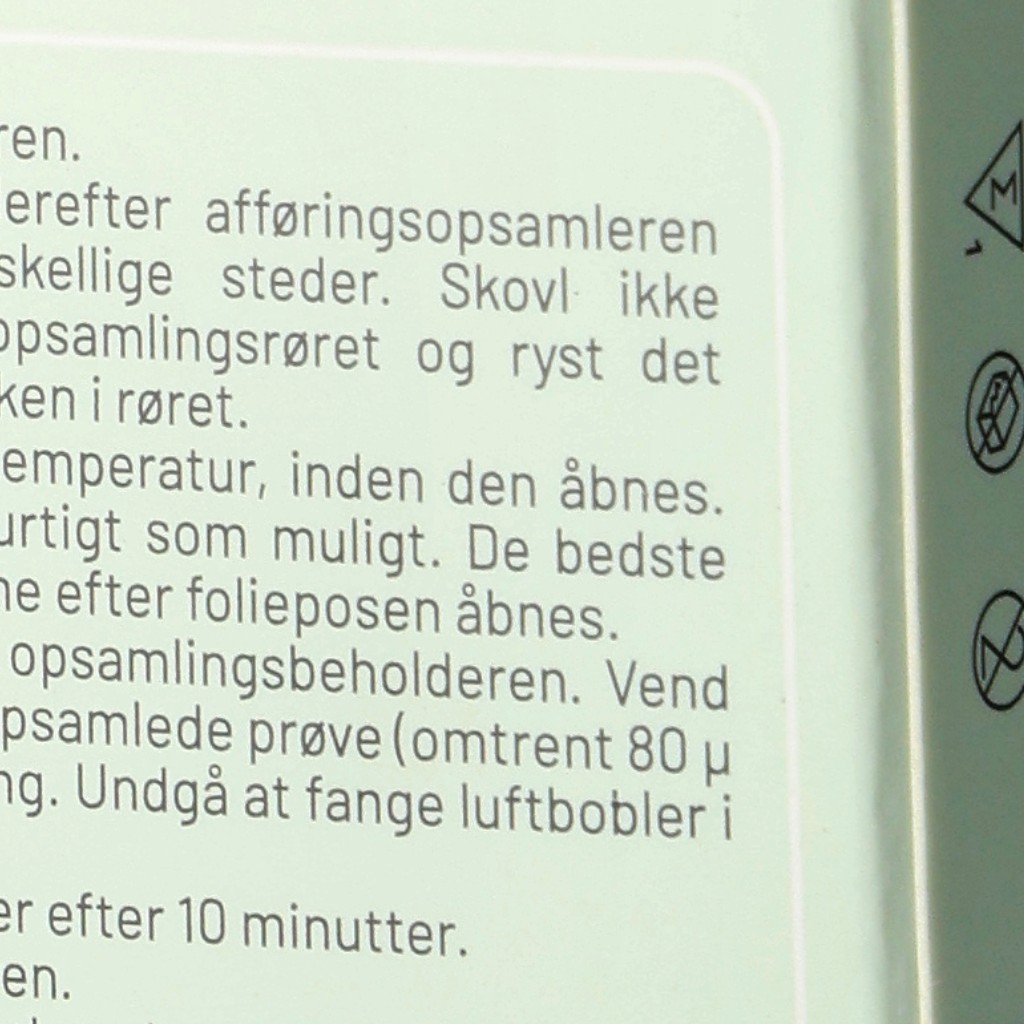 ren.
erefter afføringsopsamleren
skellige steder. Skovl ikke
opsamlingsrøret og ryst det
ken i røret.
emperatur, inden den åbnes.
urtigt som muligt. De bedste
ne efter folieposen åbnes.
opsamlingsbeholderen. Vend
psamlede prøve (omtrent 80 µ
ng. Undgå at fange luftbobler i
er efter 10 minutter.
en.
M